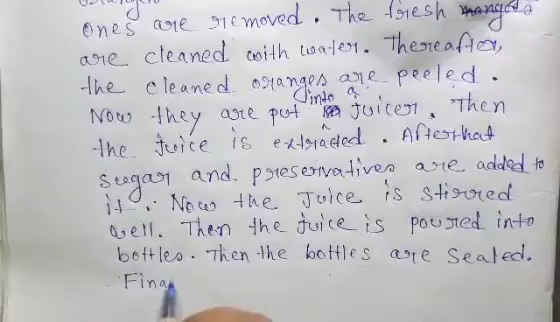 ones are removed. The fresh
are cleaned with water. Thereafter,
the cleaned oranges are peeled.
Now they are put into a Juicer. Then
the Juice is extracted. Afterthat
sugar and preservatives are added to
it. Now the Juice is stirred
well. Then the Juice is poured into
bottles. Then the bottles are sealed.
Fina